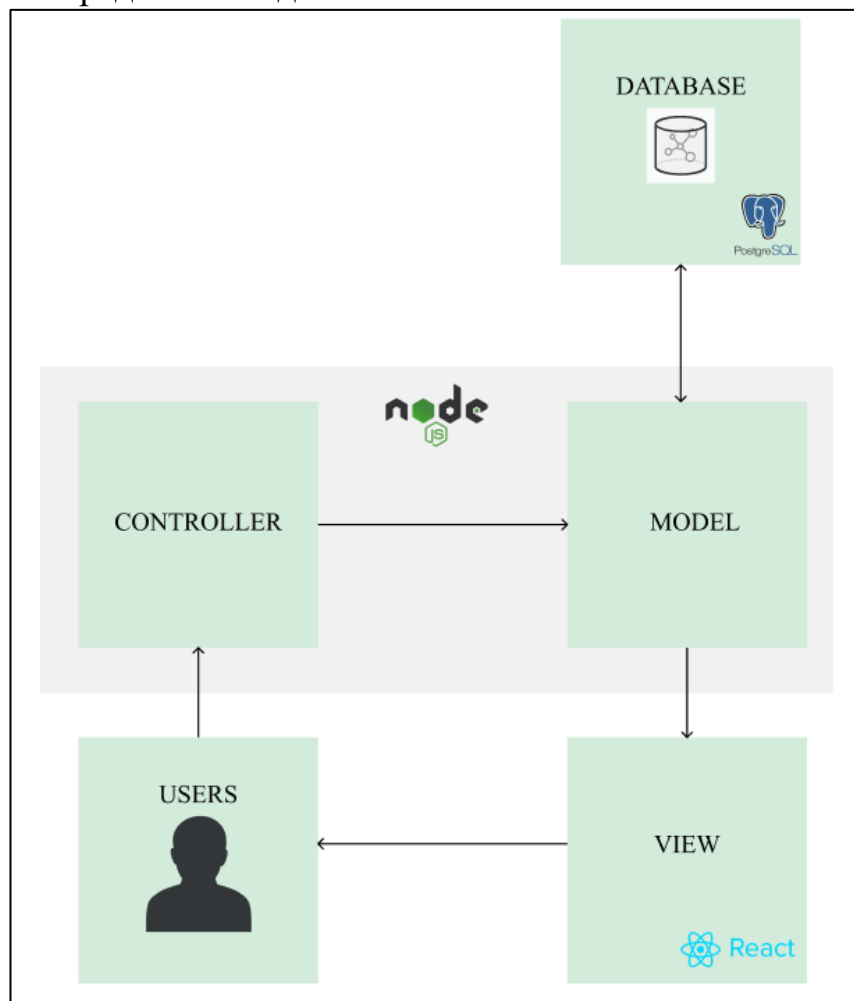 DATABASE
PostgreSQL
node
JS
CONTROLLER
MODEL
USERS
VIEW
React